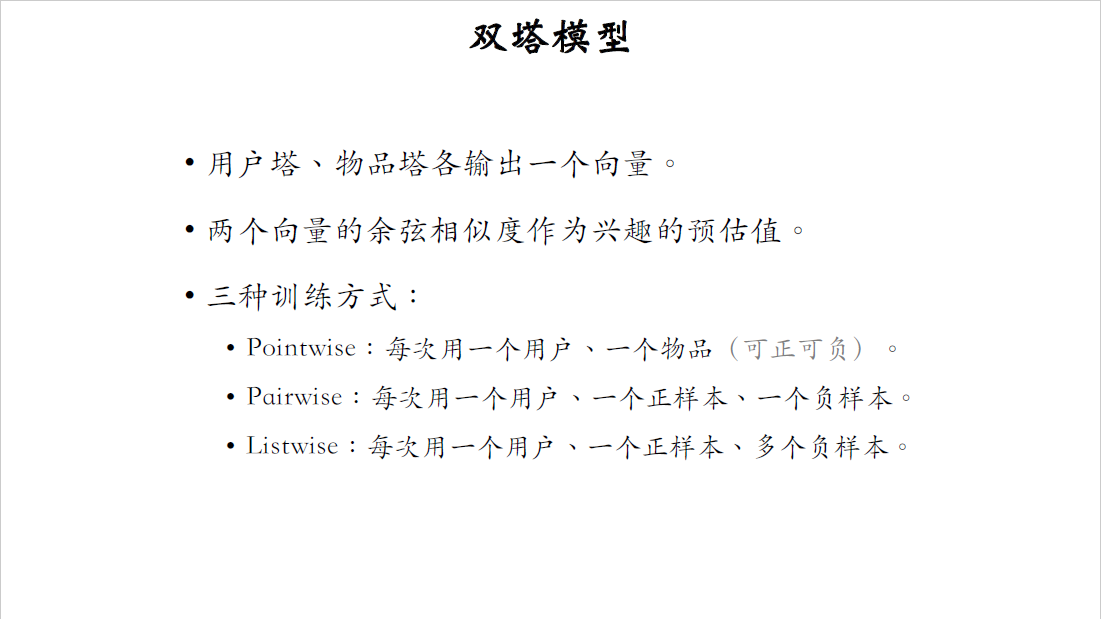 双塔模型
• 用户塔、物品塔各输出一个向量。
• 两个向量的余弦相似度作为兴趣的预估值。
• 三种训练方式：
• Pointwise：每次用一个用户、一个物品（可正可负）。
• Pairwise：每次用一个用户、一个正样本、一个负样本。
• Listwise：每次用一个用户、一个正样本、多个负样本。